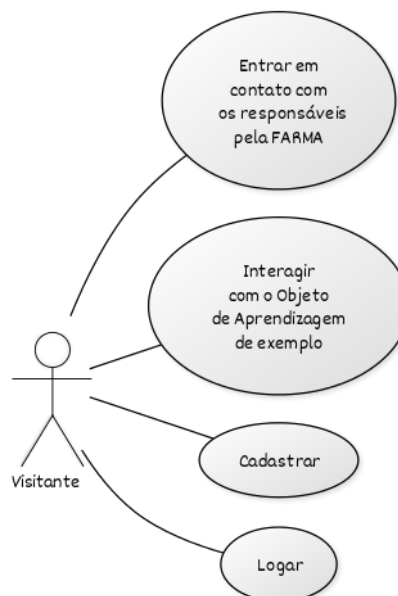 Entrar em
contato com
os responsáveis
pela FARMA
Interagir
com o Objeto
de Aprendizagem
de exemplo
Visitante
Cadastrar
Logar